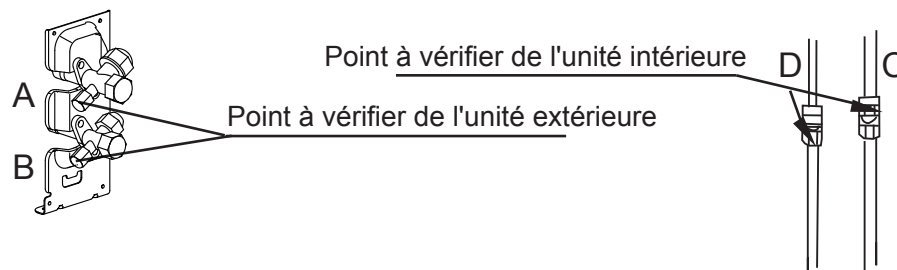 Point à vérifier de l'unité intérieure
D
C
A
Point à vérifier de l'unité extérieure
B